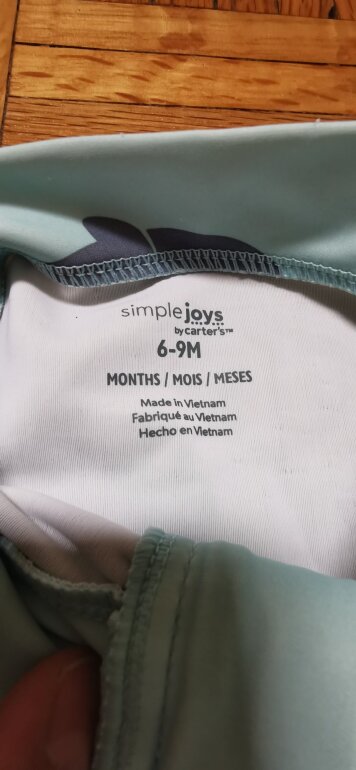 simple joys
by carter's™
6-9M
MONTHS / MOIS / MESES
Made in Vietnam
Fabriqué au Vietnam
Hecho en Vietnam